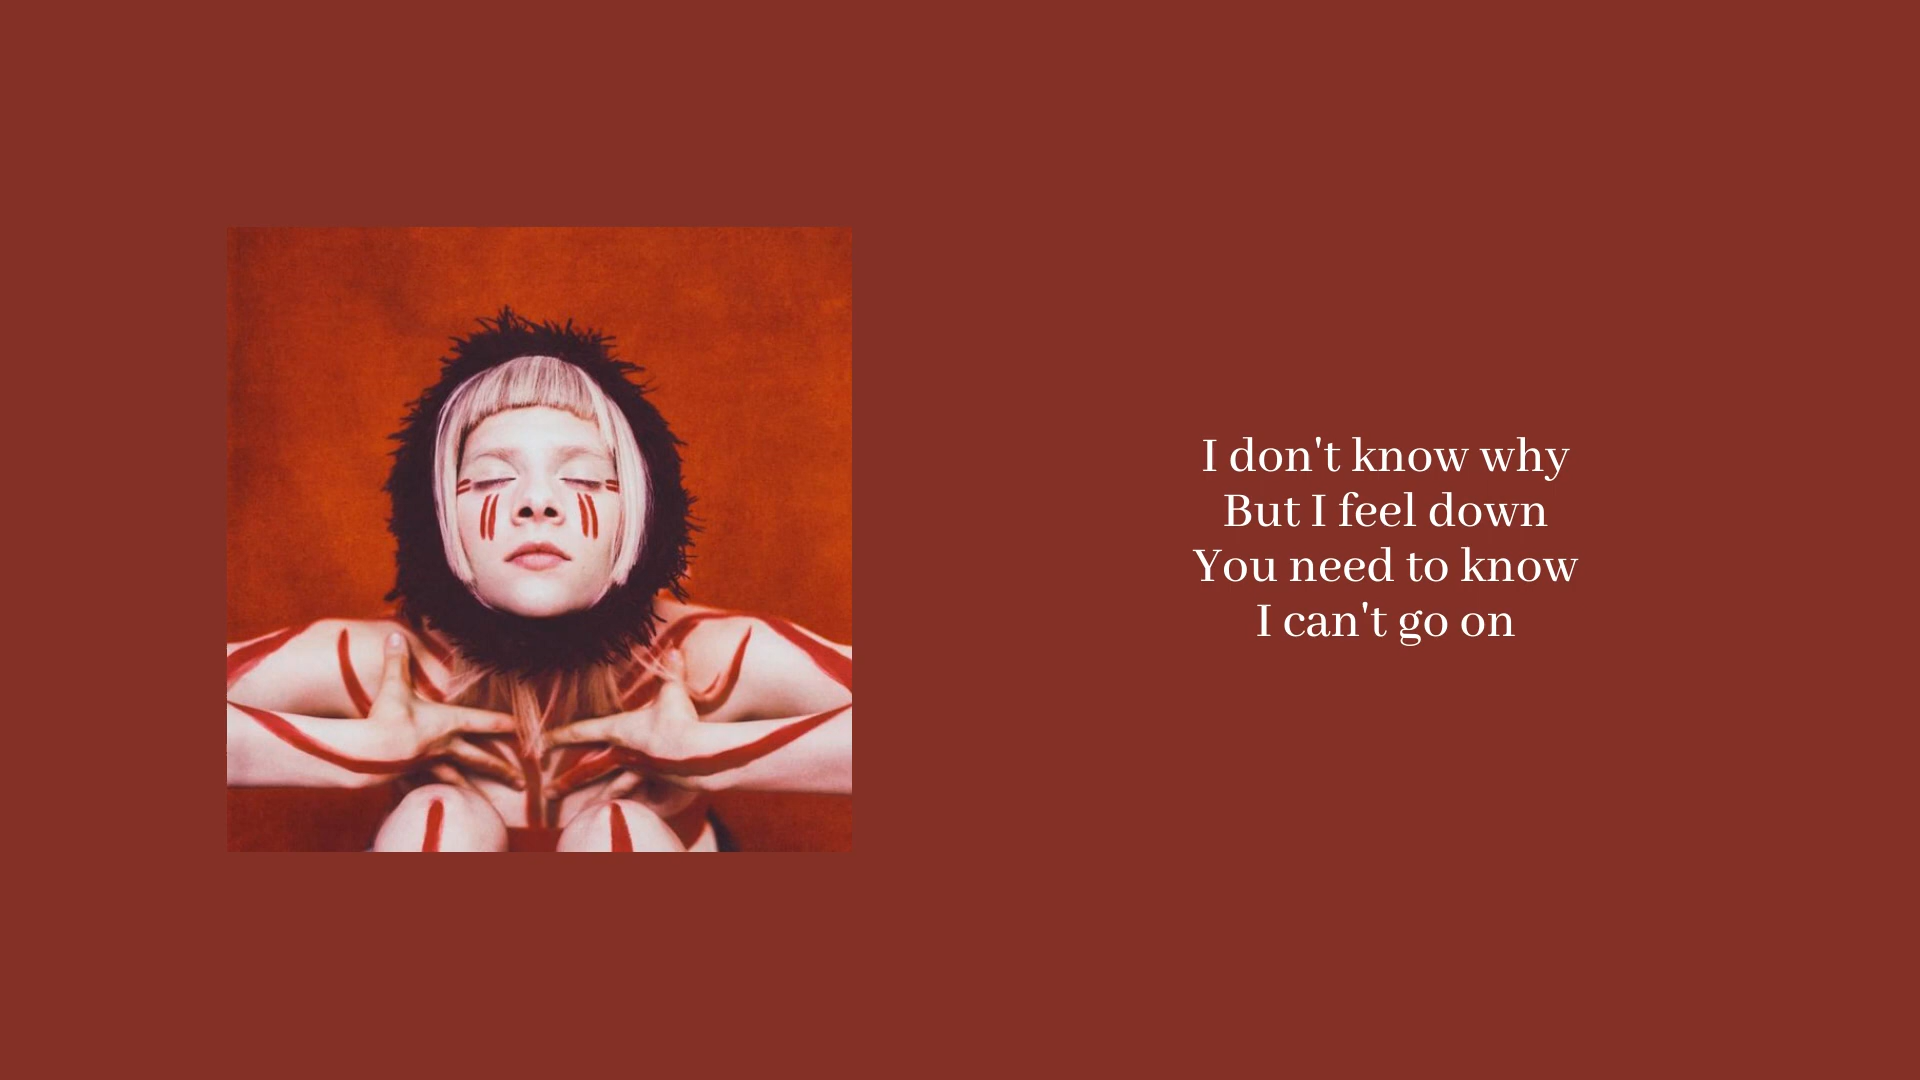 I don't know why
But I feel down
You need to know
I can't go on